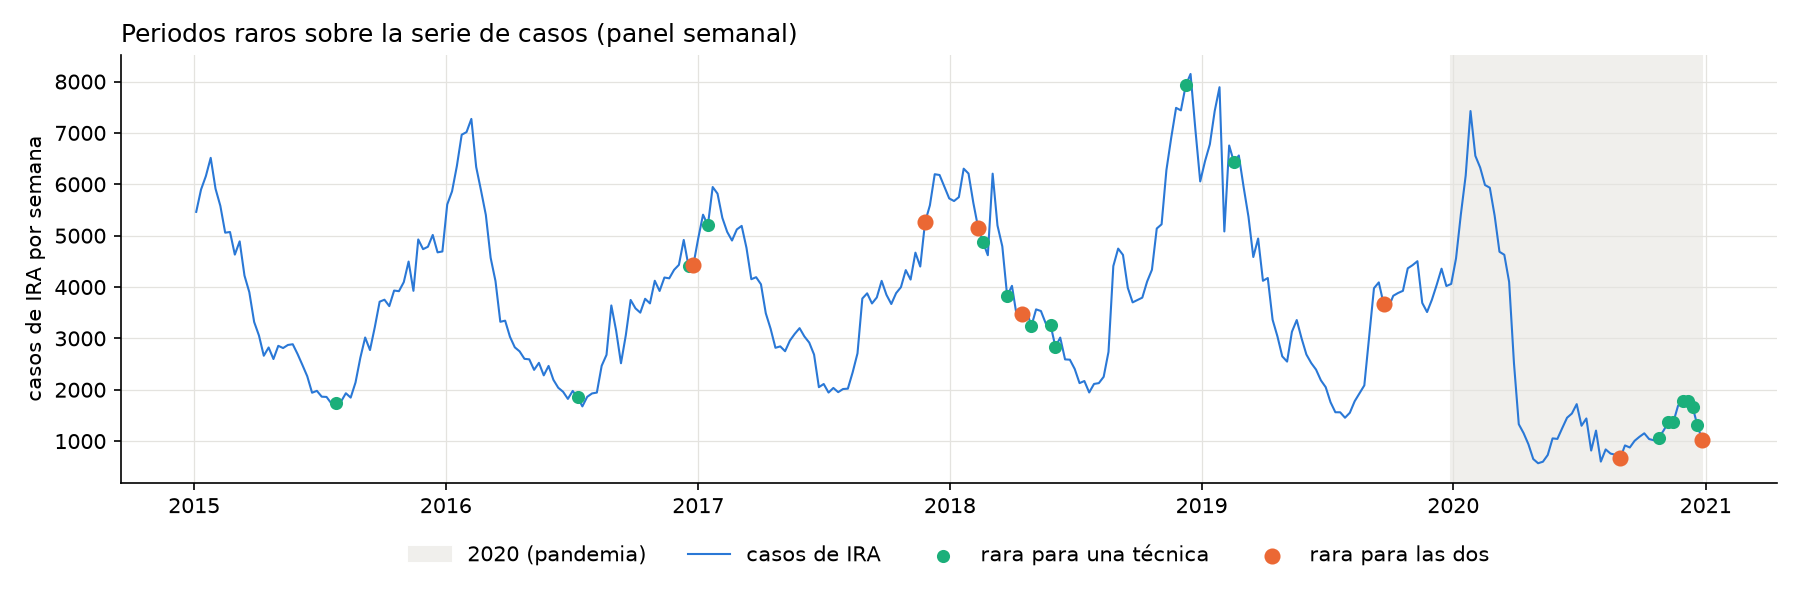 Periodos raros sobre la serie de casos (panel semanal)
casos de IRA por semana
8000
7000
6000
5000
4000
3000
2000
1000
2015 2016 2017 2018 2019 2020 2021
2020 (pandemia) casos de IRA rara para una técnica rara para las dos